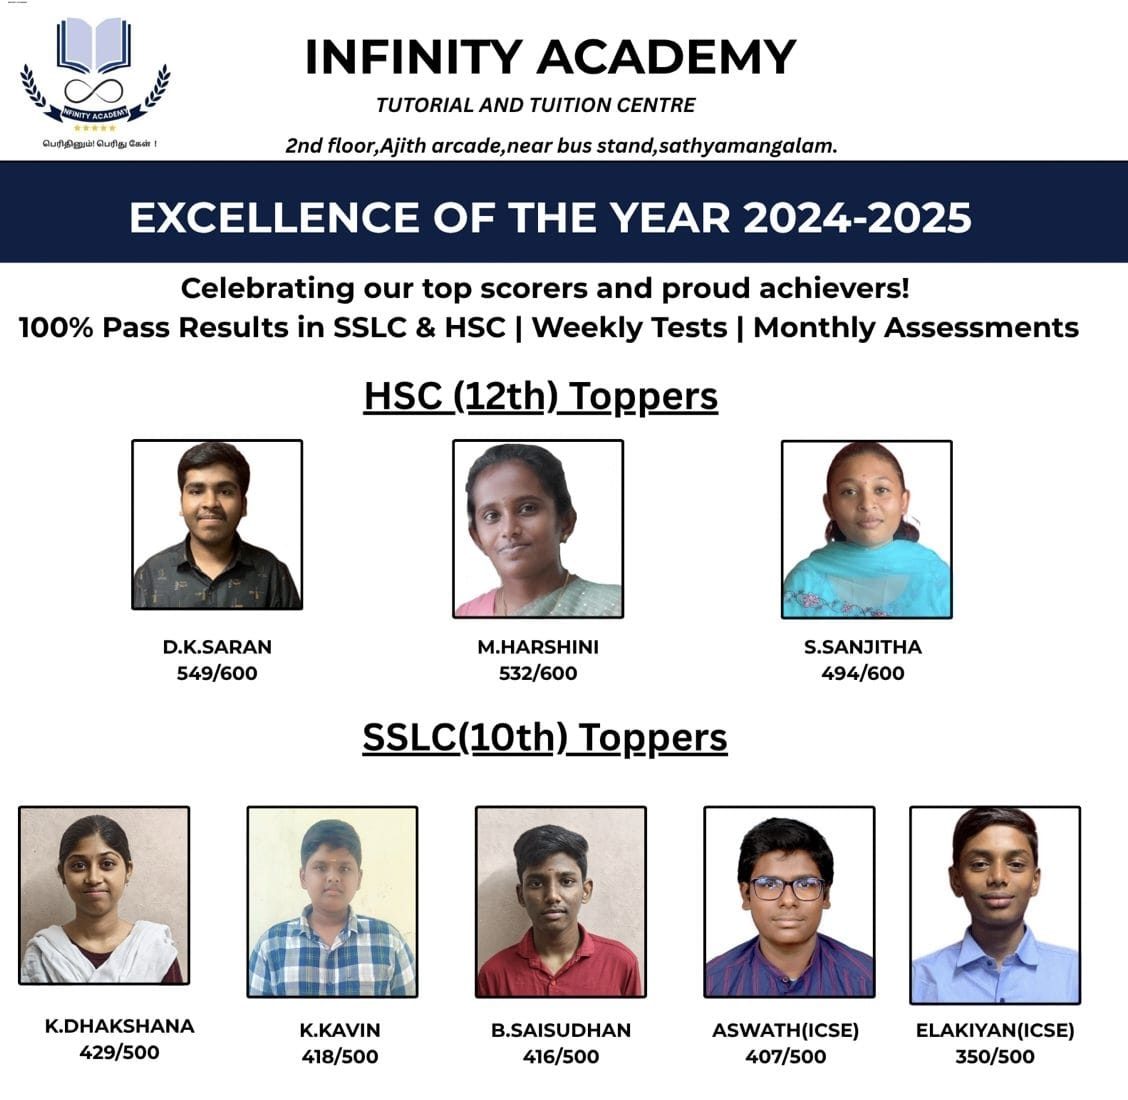 INFINITY ACADEMY
★★★★★
பெரிதினும்! பெரிது கேள் !
INFINITY ACADEMY
TUTORIAL AND TUITION CENTRE
2nd floor,Ajith arcade,near bus stand,sathyamangalam.
EXCELLENCE OF THE YEAR 2024-2025
Celebrating our top scorers and proud achievers!
100% Pass Results in SSLC & HSC | Weekly Tests | Monthly Assessments
HSC (12th) Toppers
D.K.SARAN
549/600
M.HARSHINI
532/600
S.SANJITHA
494/600
SSLC(10th) Toppers
K.DHAKSHANA
429/500
K.KAVIN
418/500
B.SAISUDHAN
416/500
ASWATH(ICSE)
407/500
ELAKIYAN(ICSE)
350/500